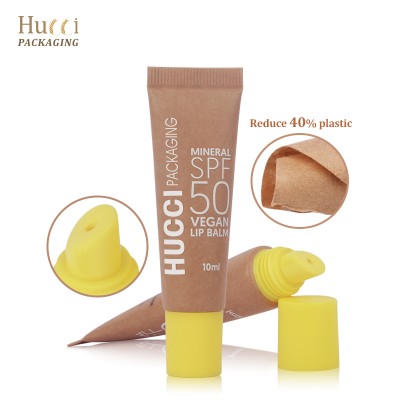 Hucci
PACKAGING
Reduce 40% plastic
HUCCI
PACKAGING
MINERAL
SPF
50
VEGAN
LIP BALM
10ml